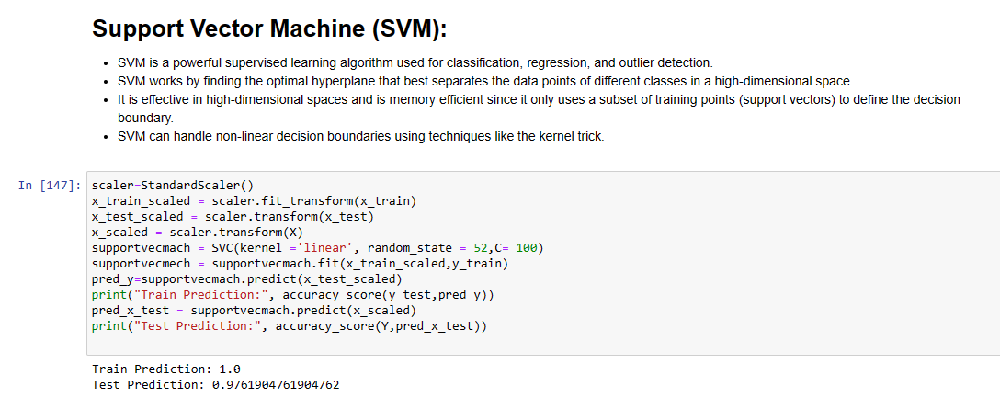 Support Vector Machine (SVM):
• SVM is a powerful supervised learning algorithm used for classification, regression, and outlier detection.
• SVM works by finding the optimal hyperplane that best separates the data points of different classes in a high-dimensional space.
• It is effective in high-dimensional spaces and is memory efficient since it only uses a subset of training points (support vectors) to define the decision
boundary.
• SVM can handle non-linear decision boundaries using techniques like the kernel trick.
In [147]: scaler=StandardScaler()
x_train_scaled = scaler.fit_transform(x_train)
x_test_scaled = scaler.transform(x_test)
x_scaled = scaler.transform(X)
supportvecmach = SVC(kernel ='linear', random_state = 52,C= 100)
supportvecmech = supportvecmach.fit(x_train_scaled,y_train)
pred_y=supportvecmach.predict(x_test_scaled)
print("Train Prediction:", accuracy_score(y_test,pred_y))
pred_x_test = supportvecmach.predict(x_scaled)
print("Test Prediction:", accuracy_score(Y,pred_x_test))
Train Prediction: 1.0
Test Prediction: 0.9761904761904762